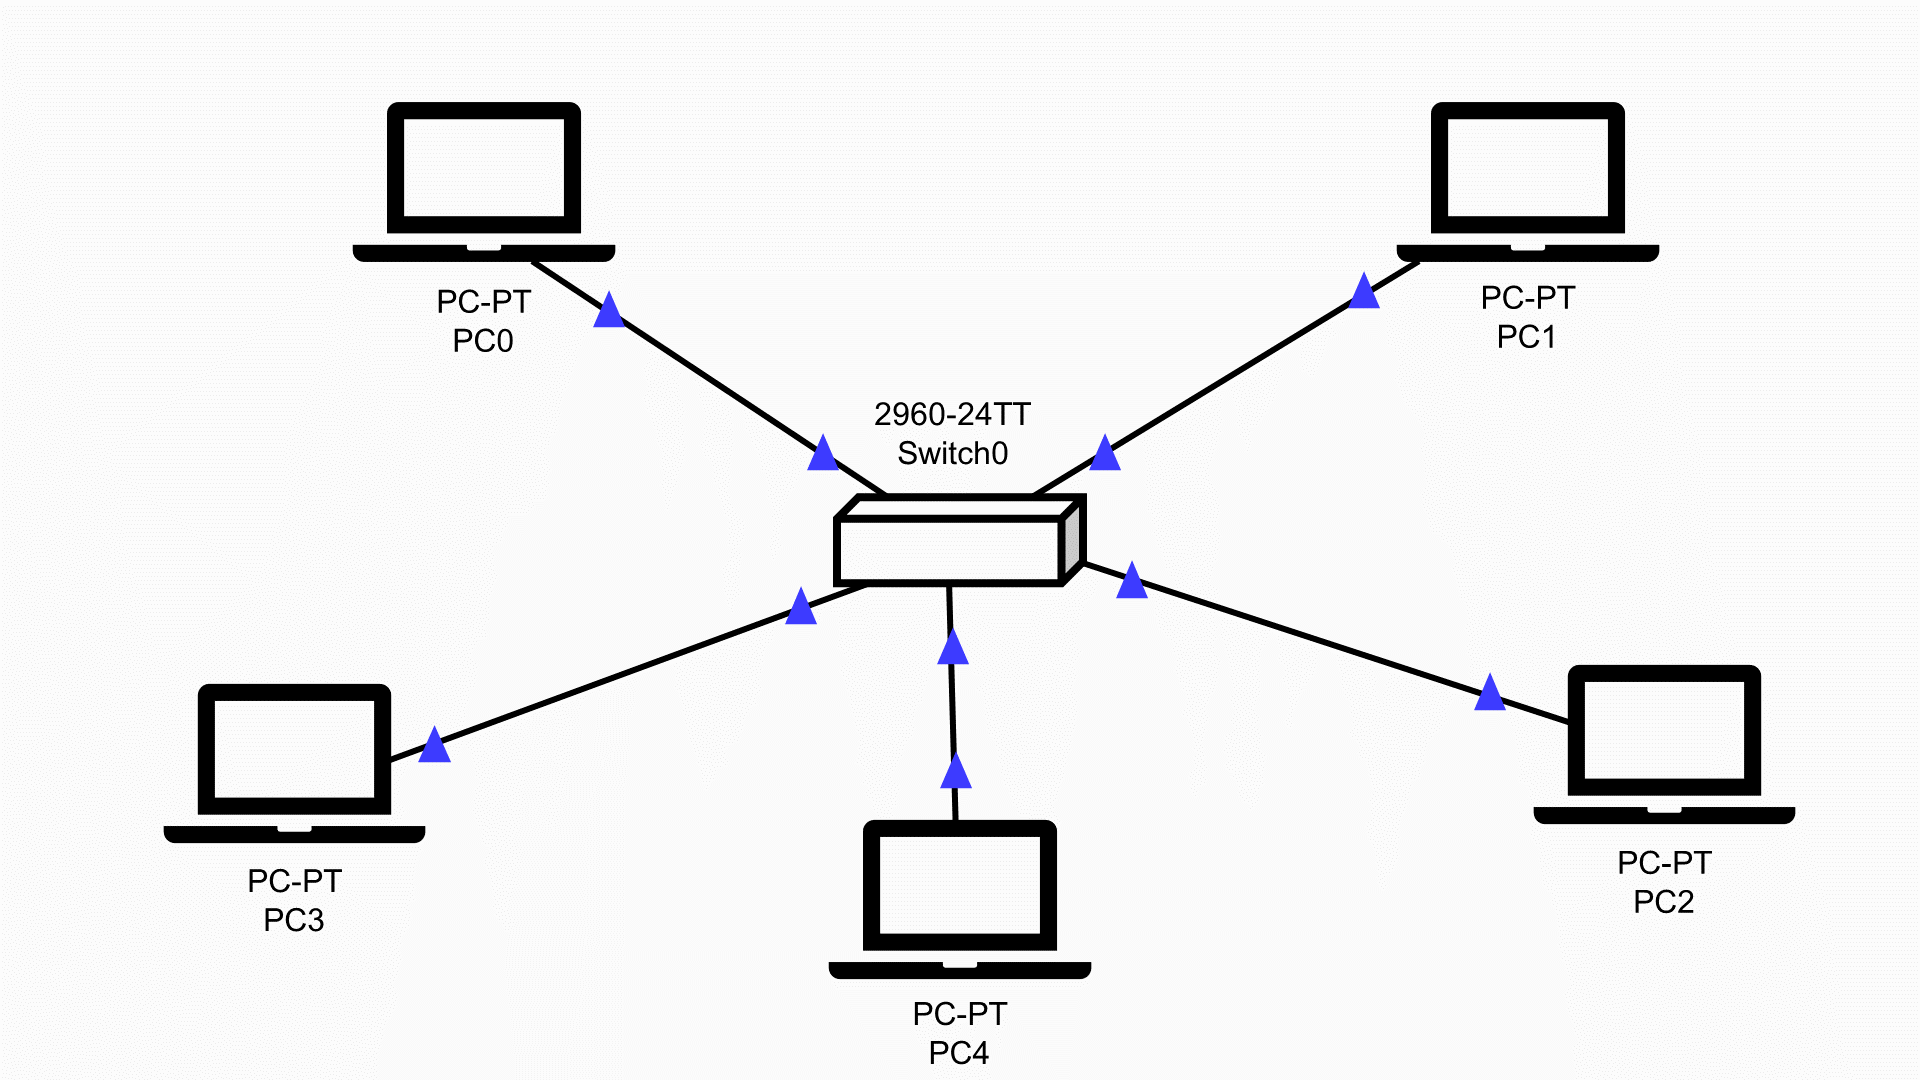 PC-PT
PC0
PC-PT
PC1
2960-24TT
Switch0
PC-PT
PC3
PC-PT
PC2
PC-PT
PC4